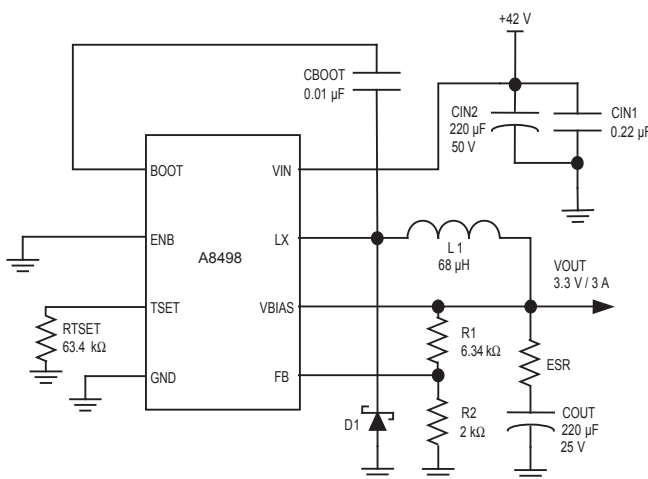 +42 V
CBOOT
0.01 µF
CIN2
220 µF
50 V
CIN1
0.22 µF
BOOT
VIN
ENB
LX
A8498
L 1
68 µH
VOUT
3.3 V / 3 A
TSET
VBIAS
RTSET
63.4 kΩ
R1
6.34 kΩ
ESR
GND
FB
D1
R2
2 kΩ
COUT
220 µF
25 V